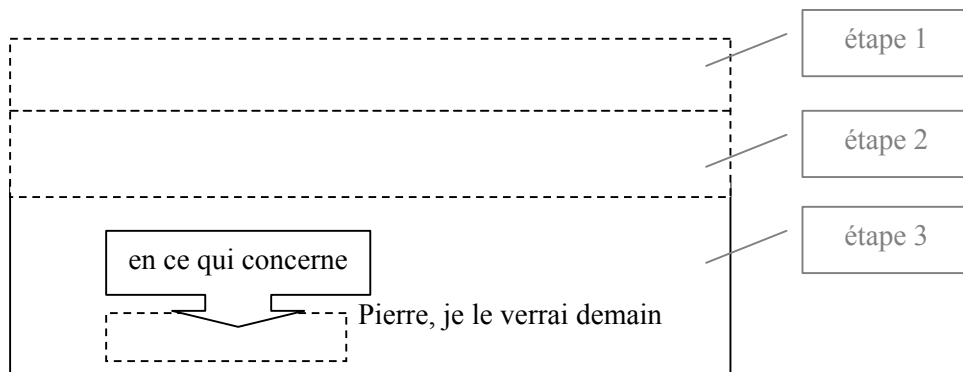 étape 1
étape 2
étape 3
en ce qui concerne
Pierre, je le verrai demain